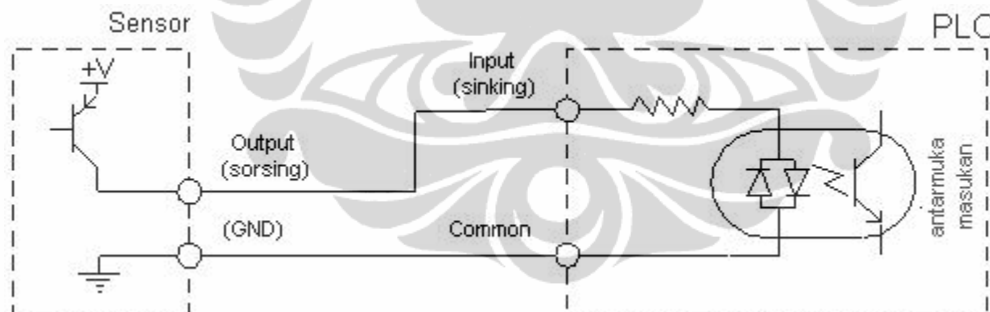 Sensor
PLC
+V
Input
(sinking)
Output
(sorsing)
(GND)
Common
antarmuka
masukan